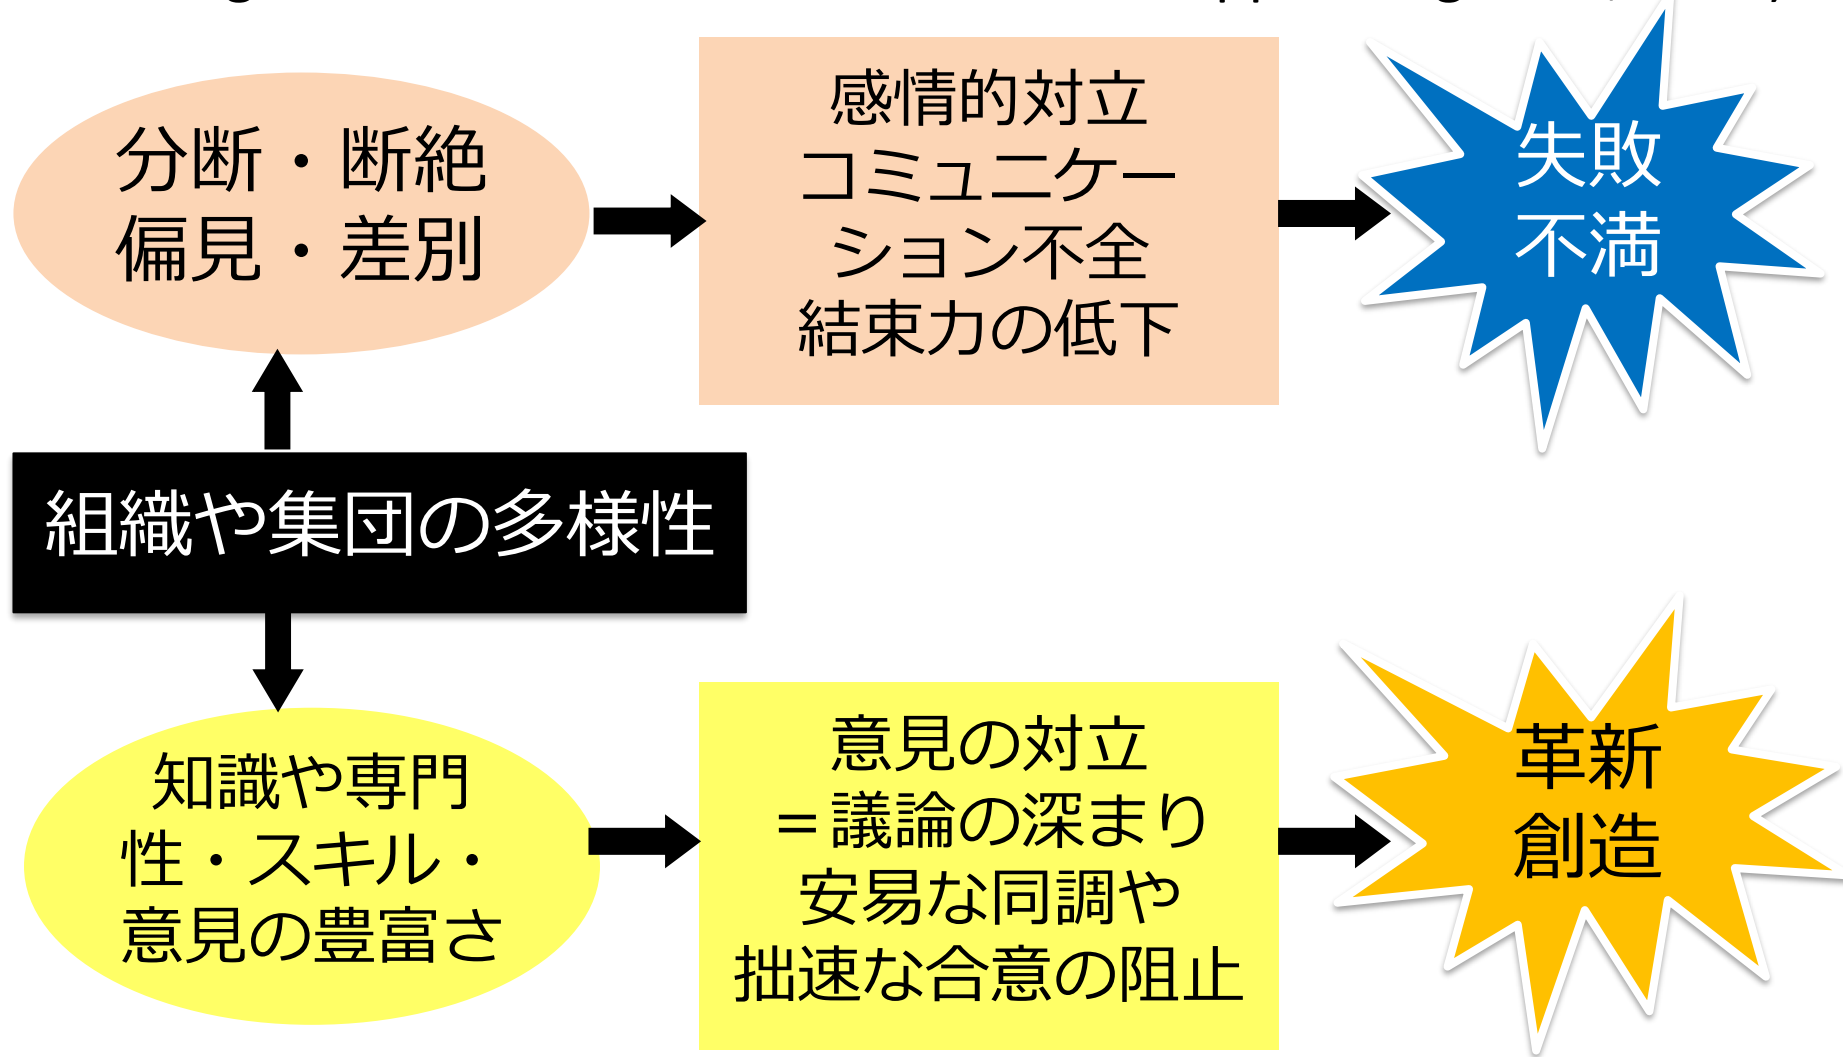 分断・断絶
偏見・差別
感情的対立
コミュニケー
ション不全
結束力の低下
失敗
不満
組織や集団の多様性
知識や専門
性・スキル・
意見の豊富さ
意見の対立
＝議論の深まり
安易な同調や
拙速な合意の阻止
革新
創造